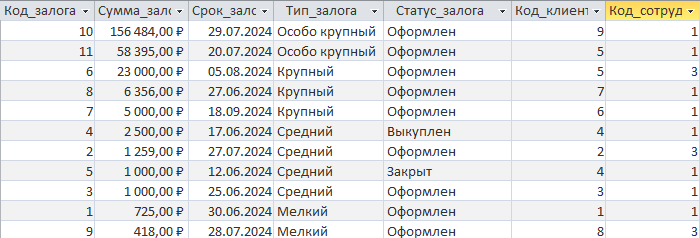 Код_залога Сумма_зало Срок_залс Тип_залога Статус_залога Код_клиент Код_сотруд
10 156 484,00 ₽ 29.07.2024 Особо крупный Оформлен 9 1
11 58 395,00 ₽ 20.07.2024 Особо крупный Оформлен 5 1
6 23 000,00 ₽ 05.08.2024 Крупный Оформлен 5 3
8 6 356,00 ₽ 27.06.2024 Крупный Оформлен 7 1
7 5 000,00 ₽ 18.09.2024 Крупный Оформлен 6 1
4 2 500,00 ₽ 17.06.2024 Средний Выкуплен 4 1
2 1 259,00 ₽ 27.07.2024 Средний Оформлен 2 3
5 1 000,00 ₽ 12.06.2024 Средний Закрыт 4 1
3 1 000,00 ₽ 25.06.2024 Средний Оформлен 3 1
1 725,00 ₽ 30.06.2024 Мелкий Оформлен 1 1
9 418,00 ₽ 28.07.2024 Мелкий Оформлен 8 3